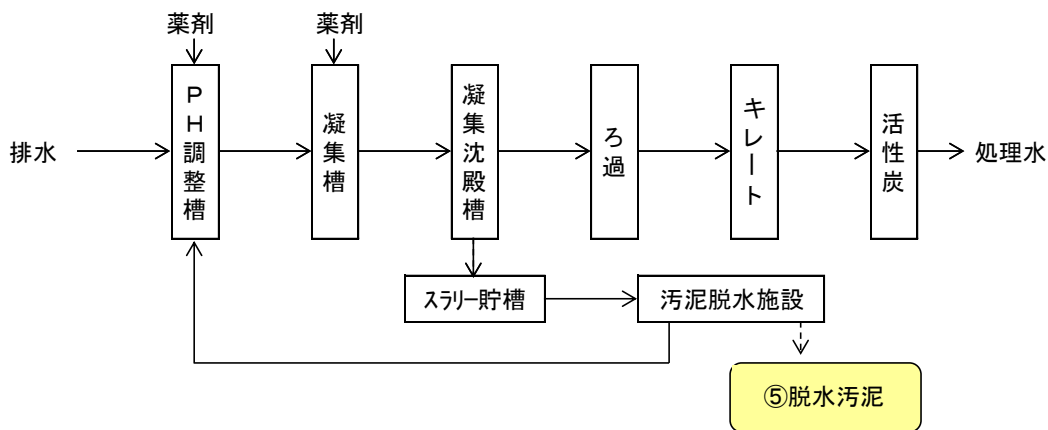 薬剤
薬剤
排水
ＰＨ調整槽
凝集槽
凝集沈殿槽
ろ過
キレート
活性炭
処理水
スラリー貯槽
汚泥脱水施設
⑤脱水汚泥